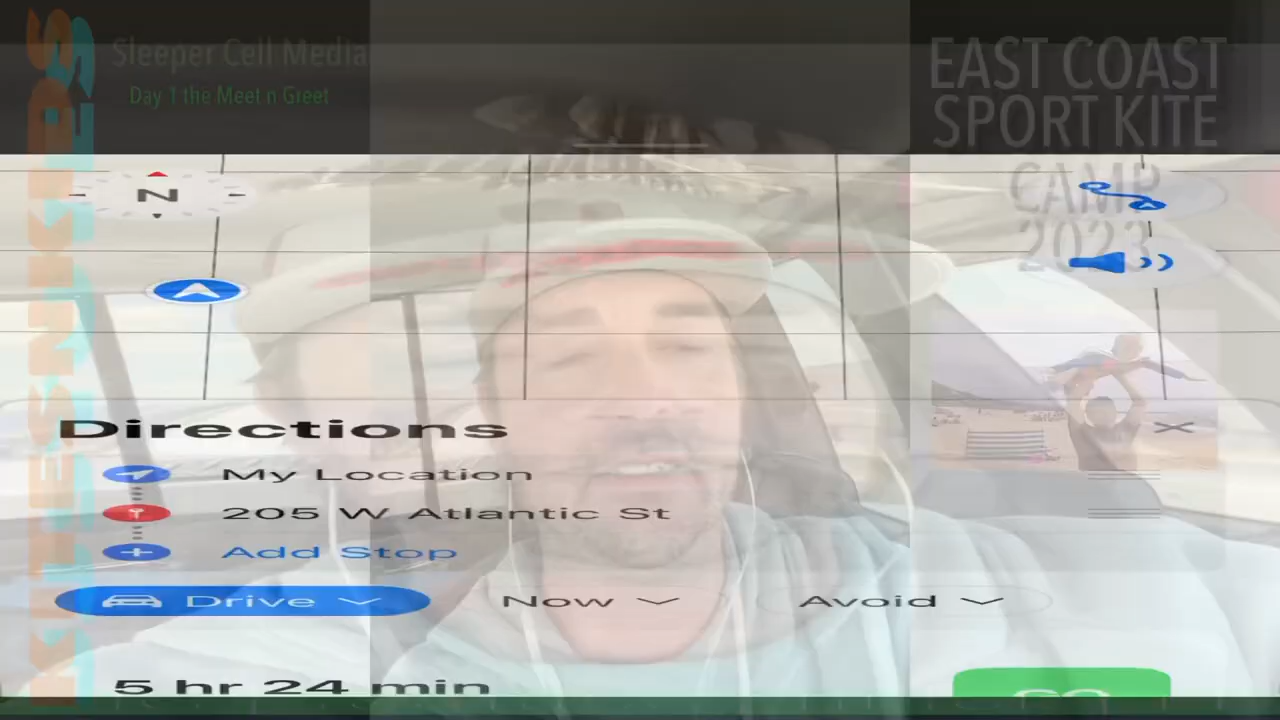 Sleeper Cell Media
Day 1 the Meet n Greet
EAST COAST
SPORT KITE
CAMP
2023
N
Directions
My Location
205 W Atlantic St
Add Stop
Drive
Now
Avoid
5 hr 24 min